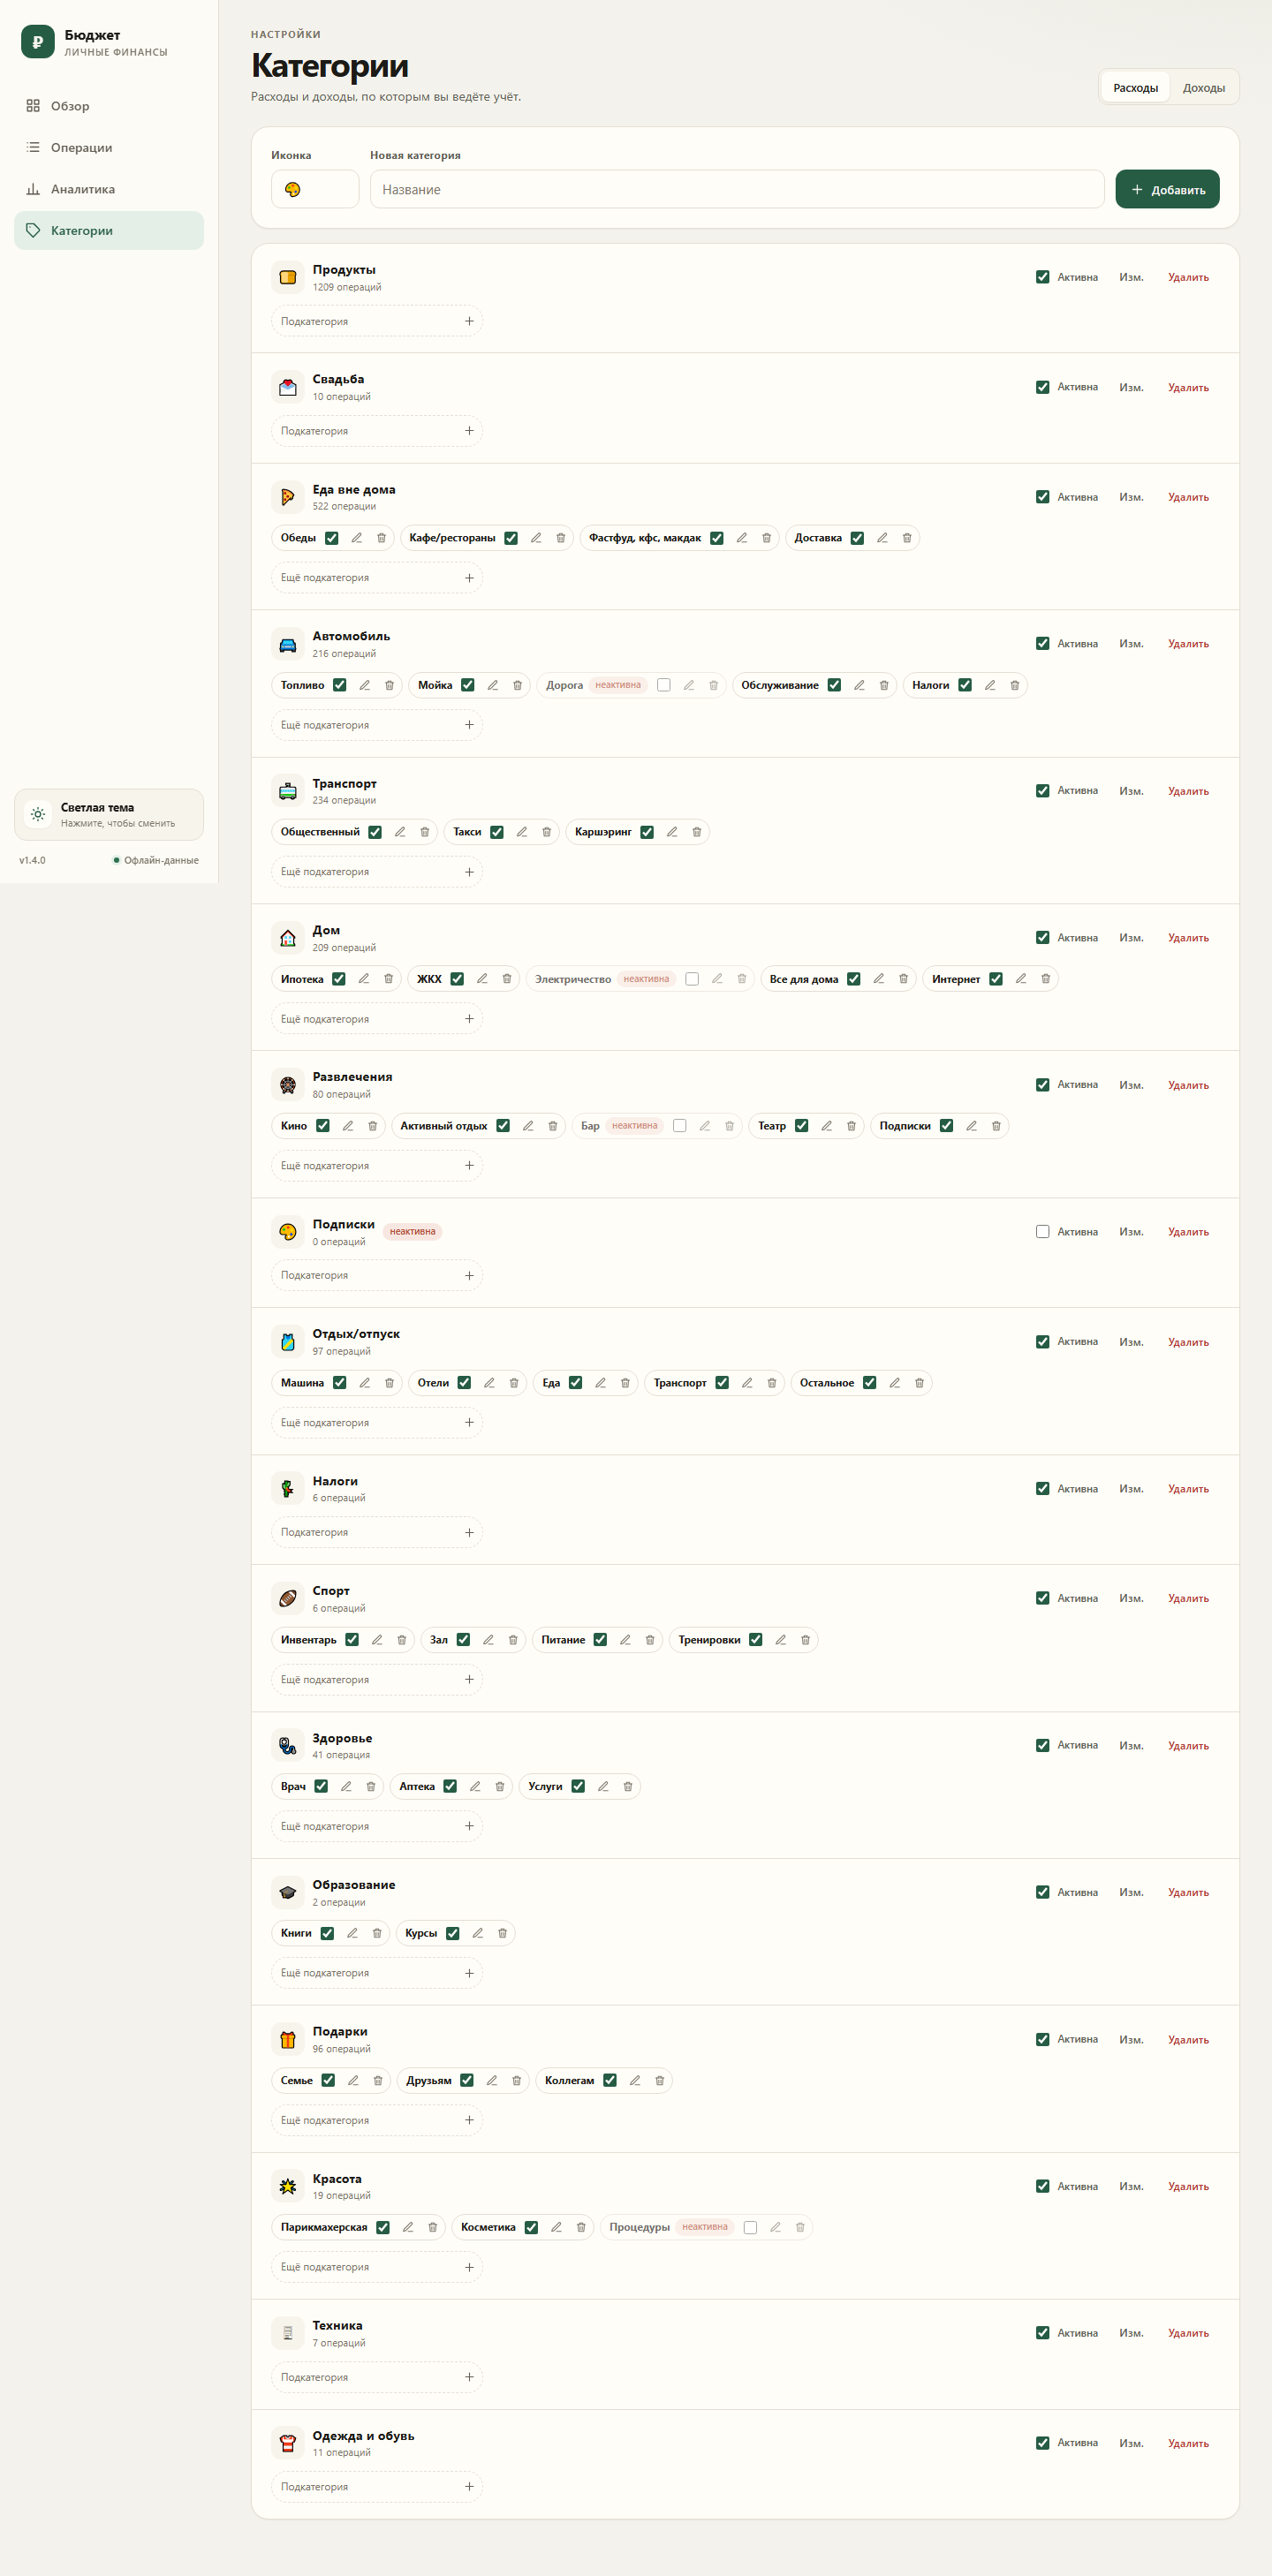 ₽
Бюджет
ЛИЧНЫЕ ФИНАНСЫ
Обзор
Операции
Аналитика
Категории
Светлая тема
Нажмите, чтобы сменить
v1.4.0 Офлайн-данные
НАСТРОЙКИ
Категории
Расходы и доходы, по которым вы ведёте учёт.
Расходы Доходы
Иконка Новая категория
Название
Добавить
Продукты
1209 операций
Активна Изм. Удалить
Подкатегория
Свадьба
10 операций
Активна Изм. Удалить
Подкатегория
Еда вне дома
522 операции
Активна Изм. Удалить
Обеды Кафе/рестораны Фастфуд, кфс, макдак Доставка
Ещё подкатегория
Автомобиль
216 операций
Активна Изм. Удалить
Топливо Мойка Дорога неактивна Обслуживание Налоги
Ещё подкатегория
Транспорт
234 операции
Активна Изм. Удалить
Общественный Такси Каршэринг
Ещё подкатегория
Дом
209 операций
Активна Изм. Удалить
Ипотека ЖКХ Электричество неактивна Все для дома Интернет
Ещё подкатегория
Развлечения
80 операций
Активна Изм. Удалить
Кино Активный отдых Бар неактивна Театр Подписки
Ещё подкатегория
Подписки неактивна
0 операций
Активна Изм. Удалить
Подкатегория
Отдых/отпуск
97 операций
Активна Изм. Удалить
Машина Отели Еда Транспорт Остальное
Ещё подкатегория
Налоги
6 операций
Активна Изм. Удалить
Подкатегория
Спорт
6 операций
Активна Изм. Удалить
Инвентарь Зал Питание Тренировки
Ещё подкатегория
Здоровье
41 операция
Активна Изм. Удалить
Врач Аптека Услуги
Ещё подкатегория
Образование
2 операции
Активна Изм. Удалить
Книги Курсы
Ещё подкатегория
Подарки
96 операций
Активна Изм. Удалить
Семье Друзьям Коллегам
Ещё подкатегория
Красота
19 операций
Активна Изм. Удалить
Парикмахерская Косметика Процедуры неактивна
Ещё подкатегория
Техника
7 операций
Активна Изм. Удалить
Подкатегория
Одежда и обувь
11 операций
Активна Изм. Удалить
Подкатегория